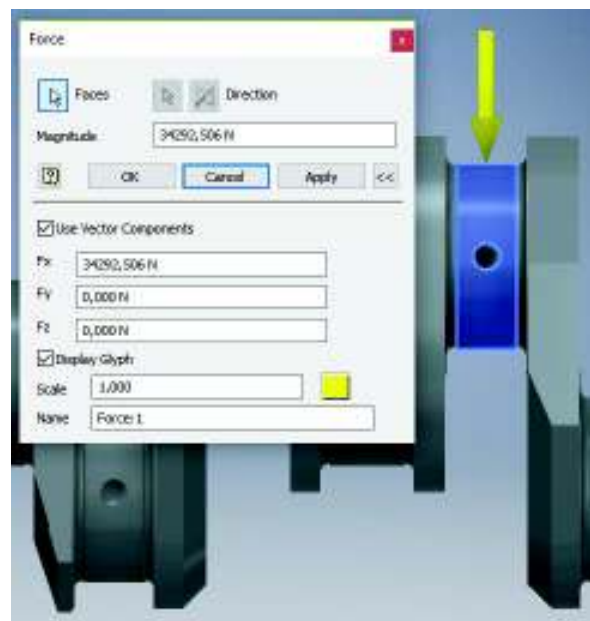 Force
x
Faces Direction
Magnitude 34292,506 N
? OK Cancel Apply <<
Use Vector Components
Fx 34292,506 N
Fy 0,000 N
Fz 0,000 N
Display Glyph
Scale 1.000
Name Force:1